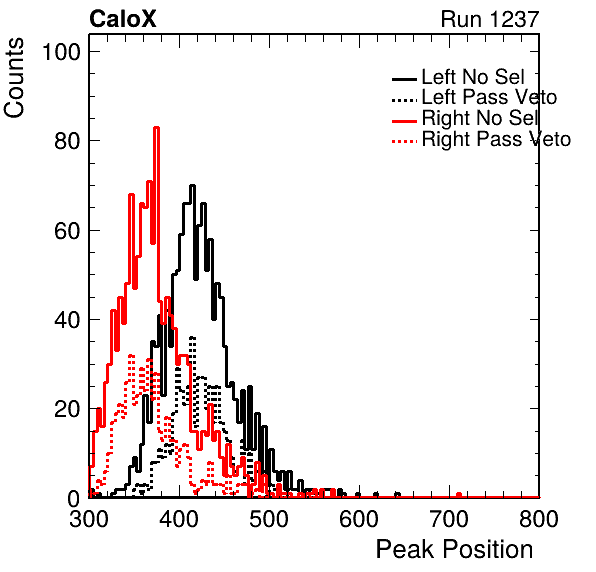 CaloX Run 1237
Counts
100
80
60
40
20
0
Left No Sel
Left Pass Veto
Right No Sel
Right Pass Veto
300 400 500 600 700 800
Peak Position